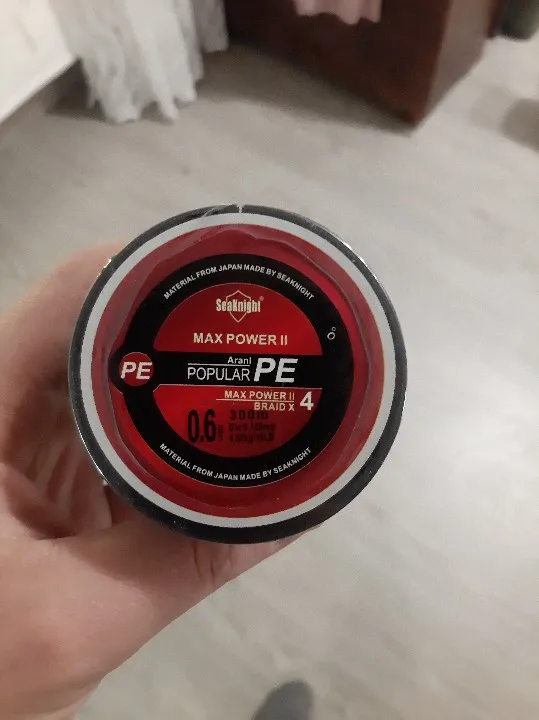 MATERIAL FROM JAPAN MADE BY SEAKNIGHT
SeaKnight®
MAX POWER II
PE
Arani
POPULAR PE
MAX POWER II
BRAID X 4
0.6
300m
MATERIAL FROM JAPAN MADE BY SEAKNIGHT